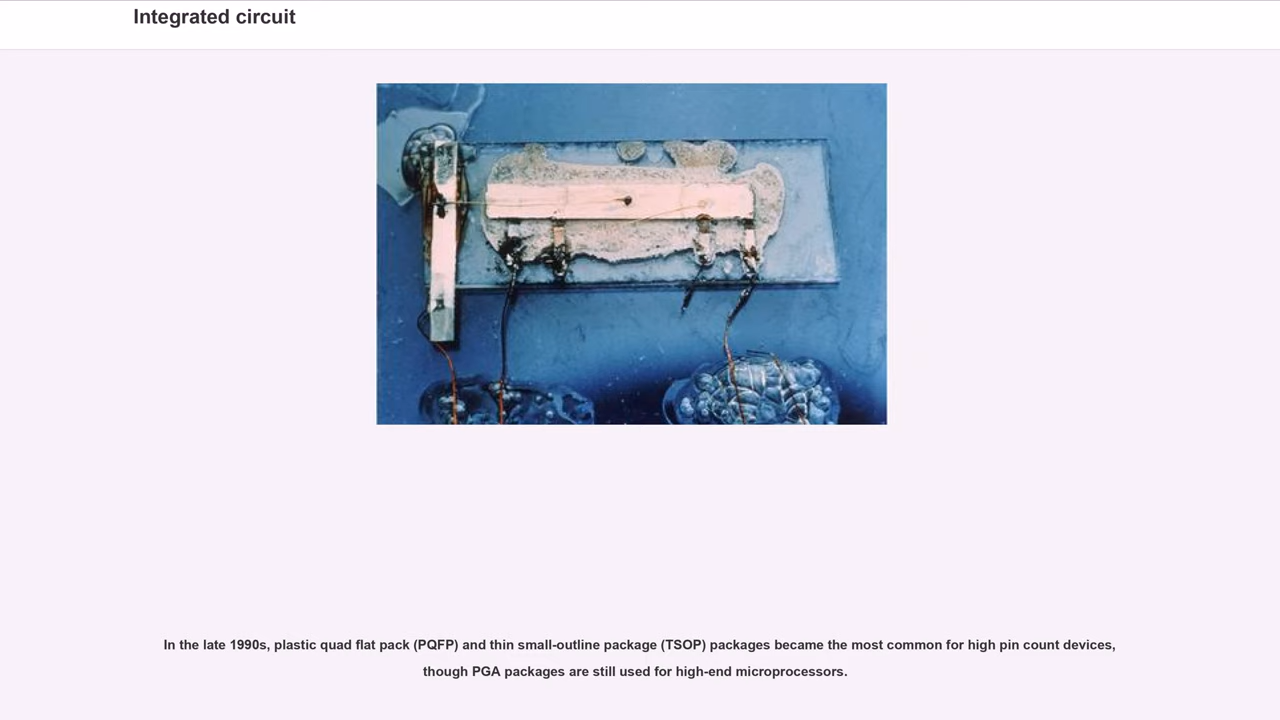 Integrated circuit
In the late 1990s, plastic quad flat pack (PQFP) and thin small-outline package (TSOP) packages became the most common for high pin count devices,
though PGA packages are still used for high-end microprocessors.